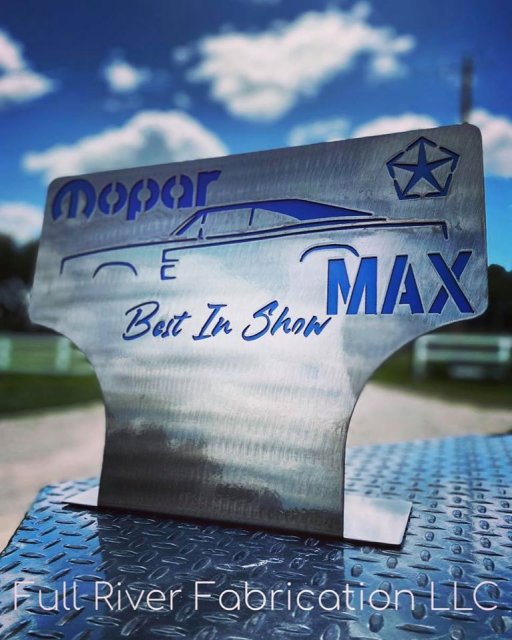 Mopar
MAX
Best In Show
Full River Fabrication LLC